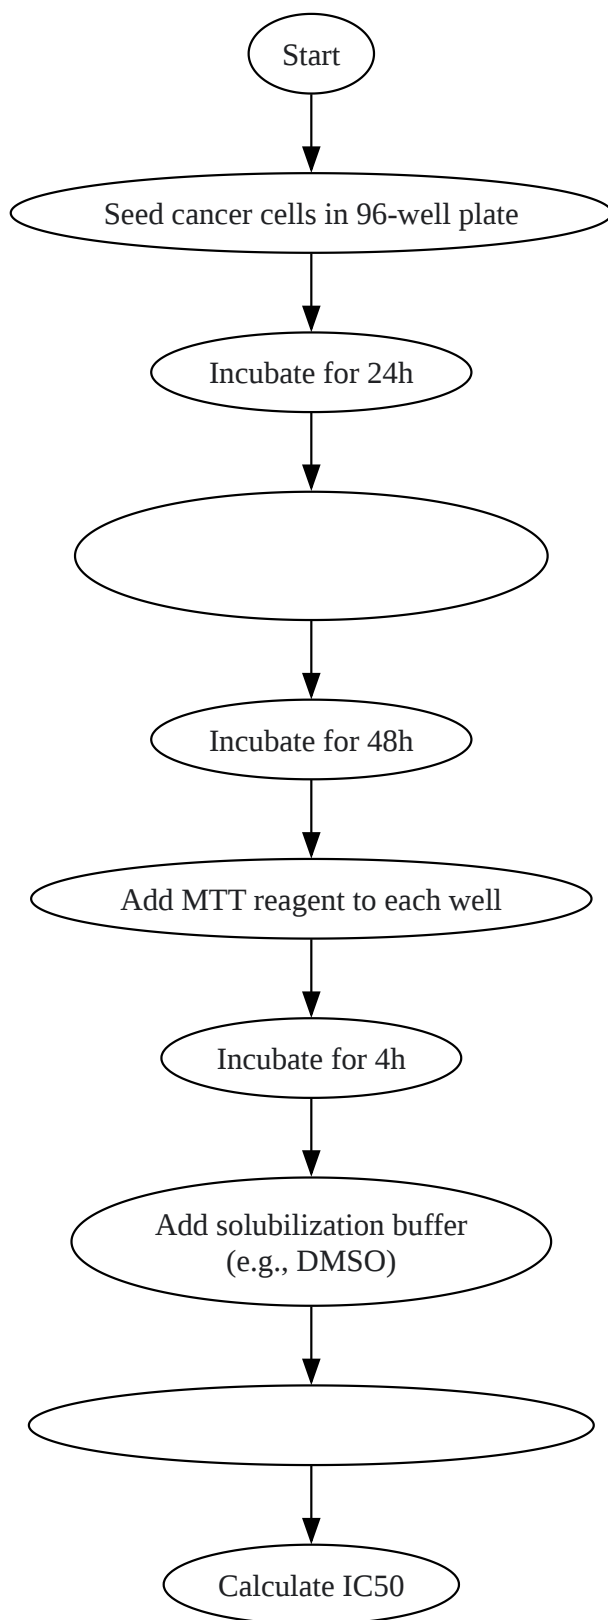 Start
Seed cancer cells in 96-well plate
Incubate for 24h
Incubate for 48h
Add MTT reagent to each well
Incubate for 4h
Add solubilization buffer
(e.g., DMSO)
Calculate IC50